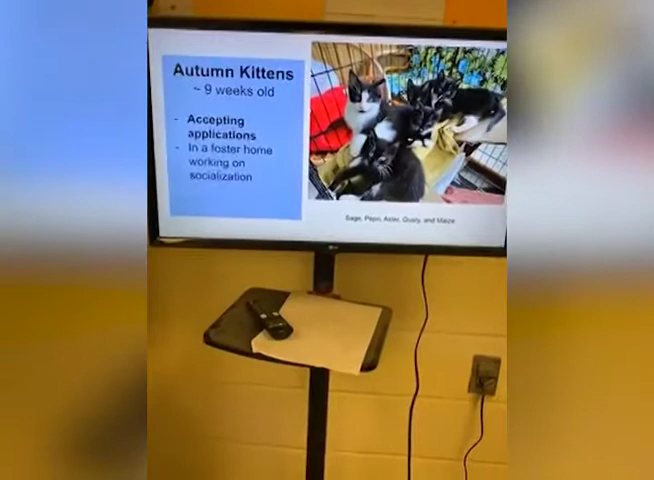 Autumn Kittens
~ 9 weeks old
- Accepting
applications
- In a foster home
working on
socialization
Sage, Pepo, Aster, Gusty, and Maize
LG